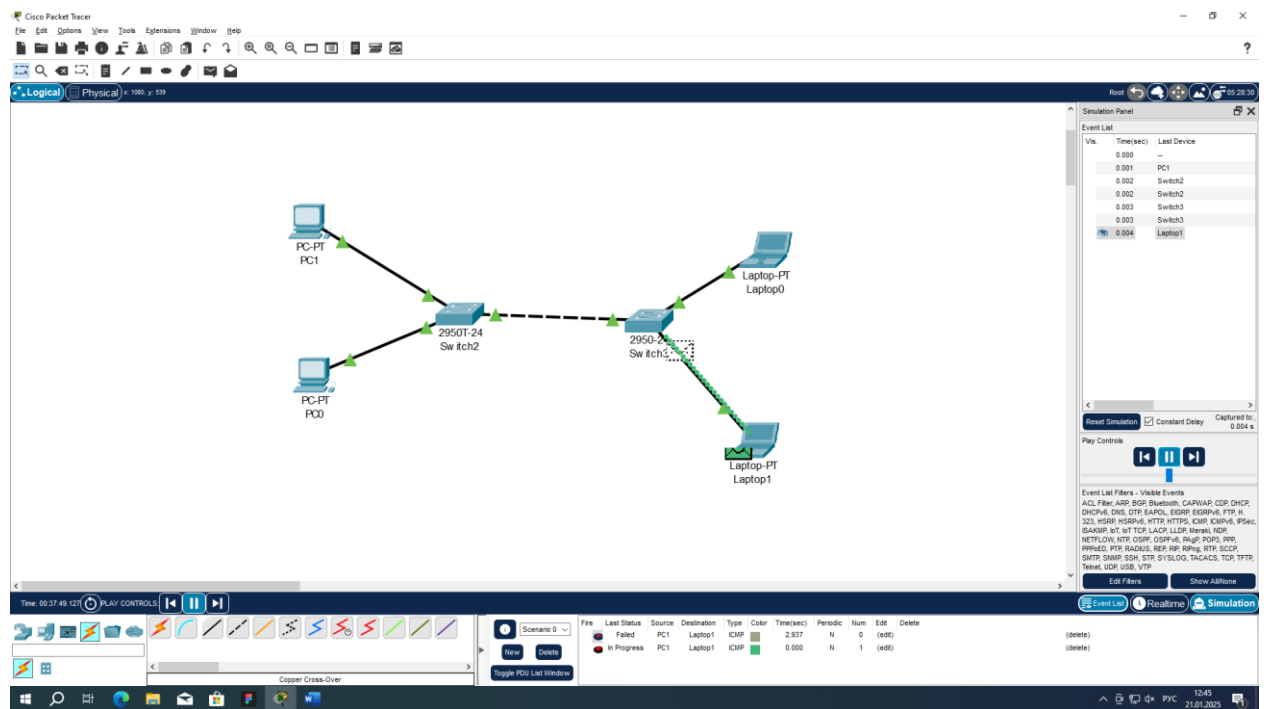 Cisco Packet Tracer
File Edit Options View Tools Extensions Window Help
?
Logical Physical x: 1080, y: 539 Root 05:28:30
Simulation Panel
Event List
Vis. Time(sec) Last Device
0.000 --
0.001 PC1
0.002 Switch2
0.002 Switch2
0.003 Switch3
0.003 Switch3
0.004 Laptop1
PC-PT
PC1
Laptop-PT
Laptop0
2950T-24
Switch2
2950-2
Switch
PC-PT
PC0
Laptop-PT
Laptop1
Reset Simulation Constant Delay Captured to:
0.004 s
Play Controls
Event List Filters - Visible Events
ACL Filter, ARP, BGP, Bluetooth, CAPWAP, CDP, DHCP,
DHCPv6, DNS, DTP, EAPOL, EIGRP, EIGRPv6, FTP, H.
323, HSRP, HSRPv6, HTTP, HTTPS, ICMP, ICMPv6, IPSec,
ISAKMP, IoT, IoT TCP, LACP, LLDP, Meraki, NDP,
NETFLOW, NTP, OSPF, OSPFv6, PAgP, POP3, PPP,
PPPoED, PTP, RADIUS, REP, RIP, RIPng, RTP, SCCP,
SMTP, SNMP, SSH, STP, SYSLOG, TACACS, TCP, TFTP,
Telnet, UDP, USB, VTP
Edit Filters Show All/None
Time: 00:37:49.127 PLAY CONTROLS: Event List Realtime Simulation
Scenario 0
New Delete
Toggle PDU List Window
Fire Last Status Source Destination Type Color Time(sec) Periodic Num Edit Delete
Failed PC1 Laptop1 ICMP 2.937 N 0 (edit) (delete)
In Progress PC1 Laptop1 ICMP 0.000 N 1 (edit) (delete)
Copper Cross-Over
РУС 12:45
21.01.2025